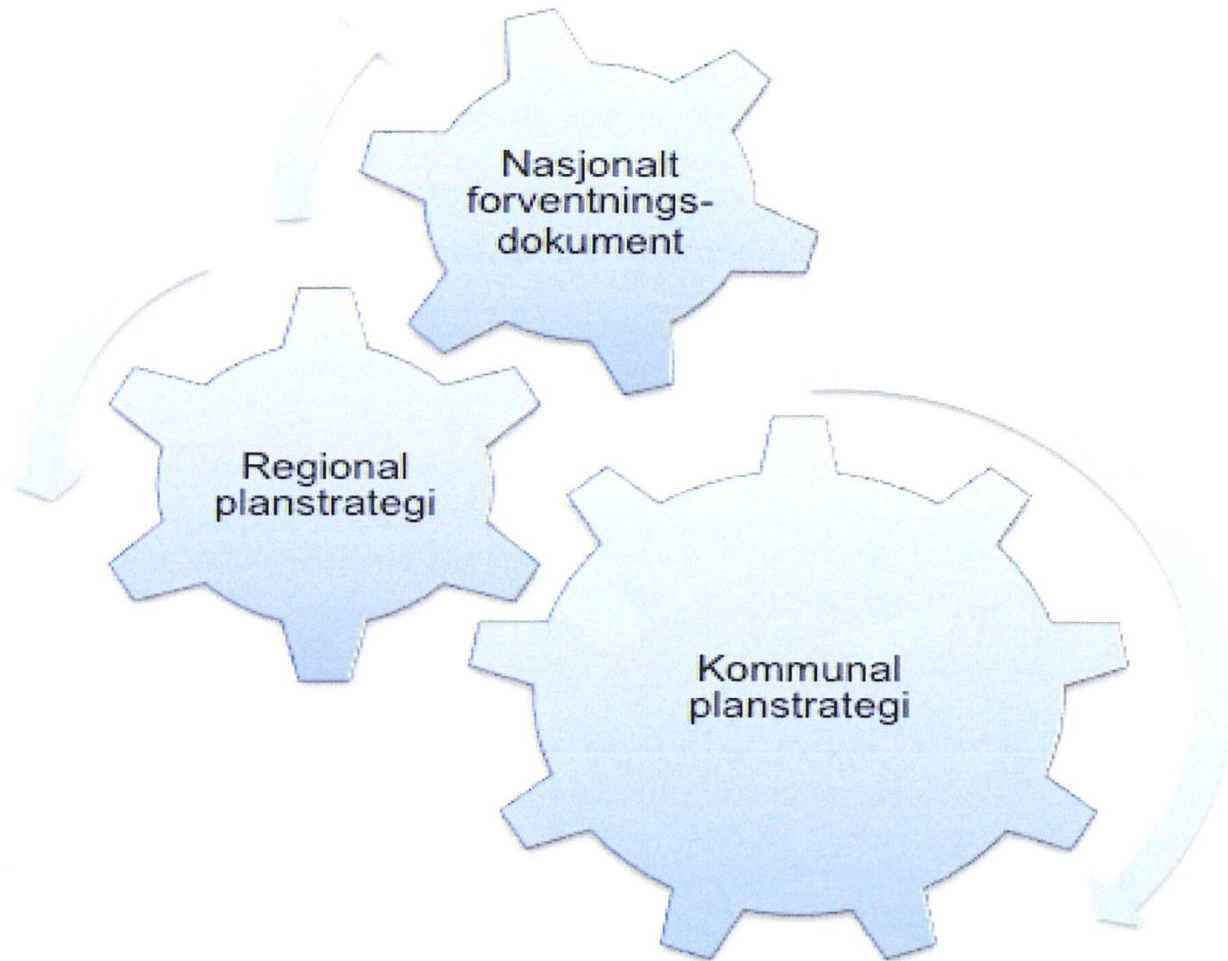 Nasjonalt
forventnings-
dokument
Regional
planstrategi
Kommunal
planstrategi